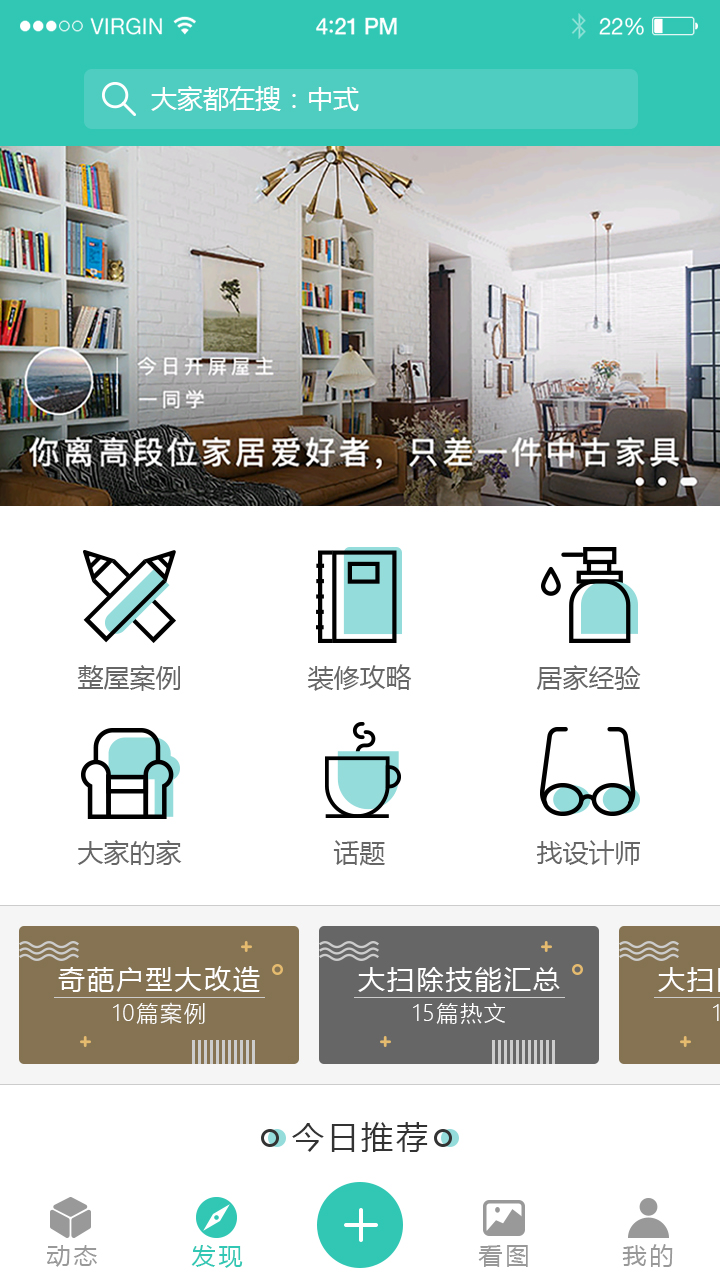 VIRGIN 4:21 PM 22%
大家都在搜：中式
今日开屏屋主
一同学
你离高段位家居爱好者，只差一件中古家具
整屋案例 装修攻略 居家经验
大家的家 话题 找设计师
奇葩户型大改造 大扫除技能汇总 大扫
10篇案例 15篇热文 1
今日推荐
动态 发现 看图 我的